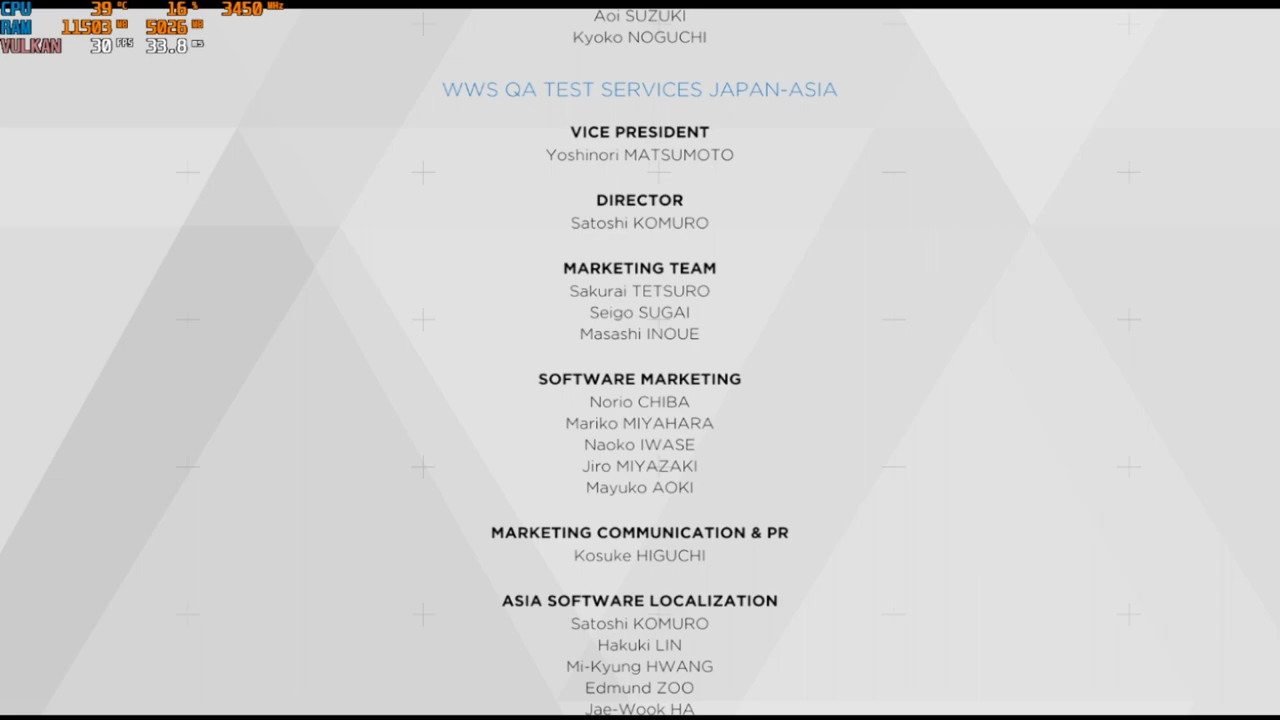 CPU 39 °C 16 % 3450 MHz
RAM 11503 MB 5026 MB
VULKAN 30 FPS 33.8 ms
Aoi SUZUKI
Kyoko NOGUCHI
WWS QA TEST SERVICES JAPAN-ASIA
VICE PRESIDENT
Yoshinori MATSUMOTO
DIRECTOR
Satoshi KOMURO
MARKETING TEAM
Sakurai TETSURO
Seigo SUGAI
Masashi INOUE
SOFTWARE MARKETING
Norio CHIBA
Mariko MIYAHARA
Naoko IWASE
Jiro MIYAZAKI
Mayuko AOKI
MARKETING COMMUNICATION & PR
Kosuke HIGUCHI
ASIA SOFTWARE LOCALIZATION
Satoshi KOMURO
Hakuki LIN
Mi-Kyung HWANG
Edmund ZOO
Jae-Wook HA